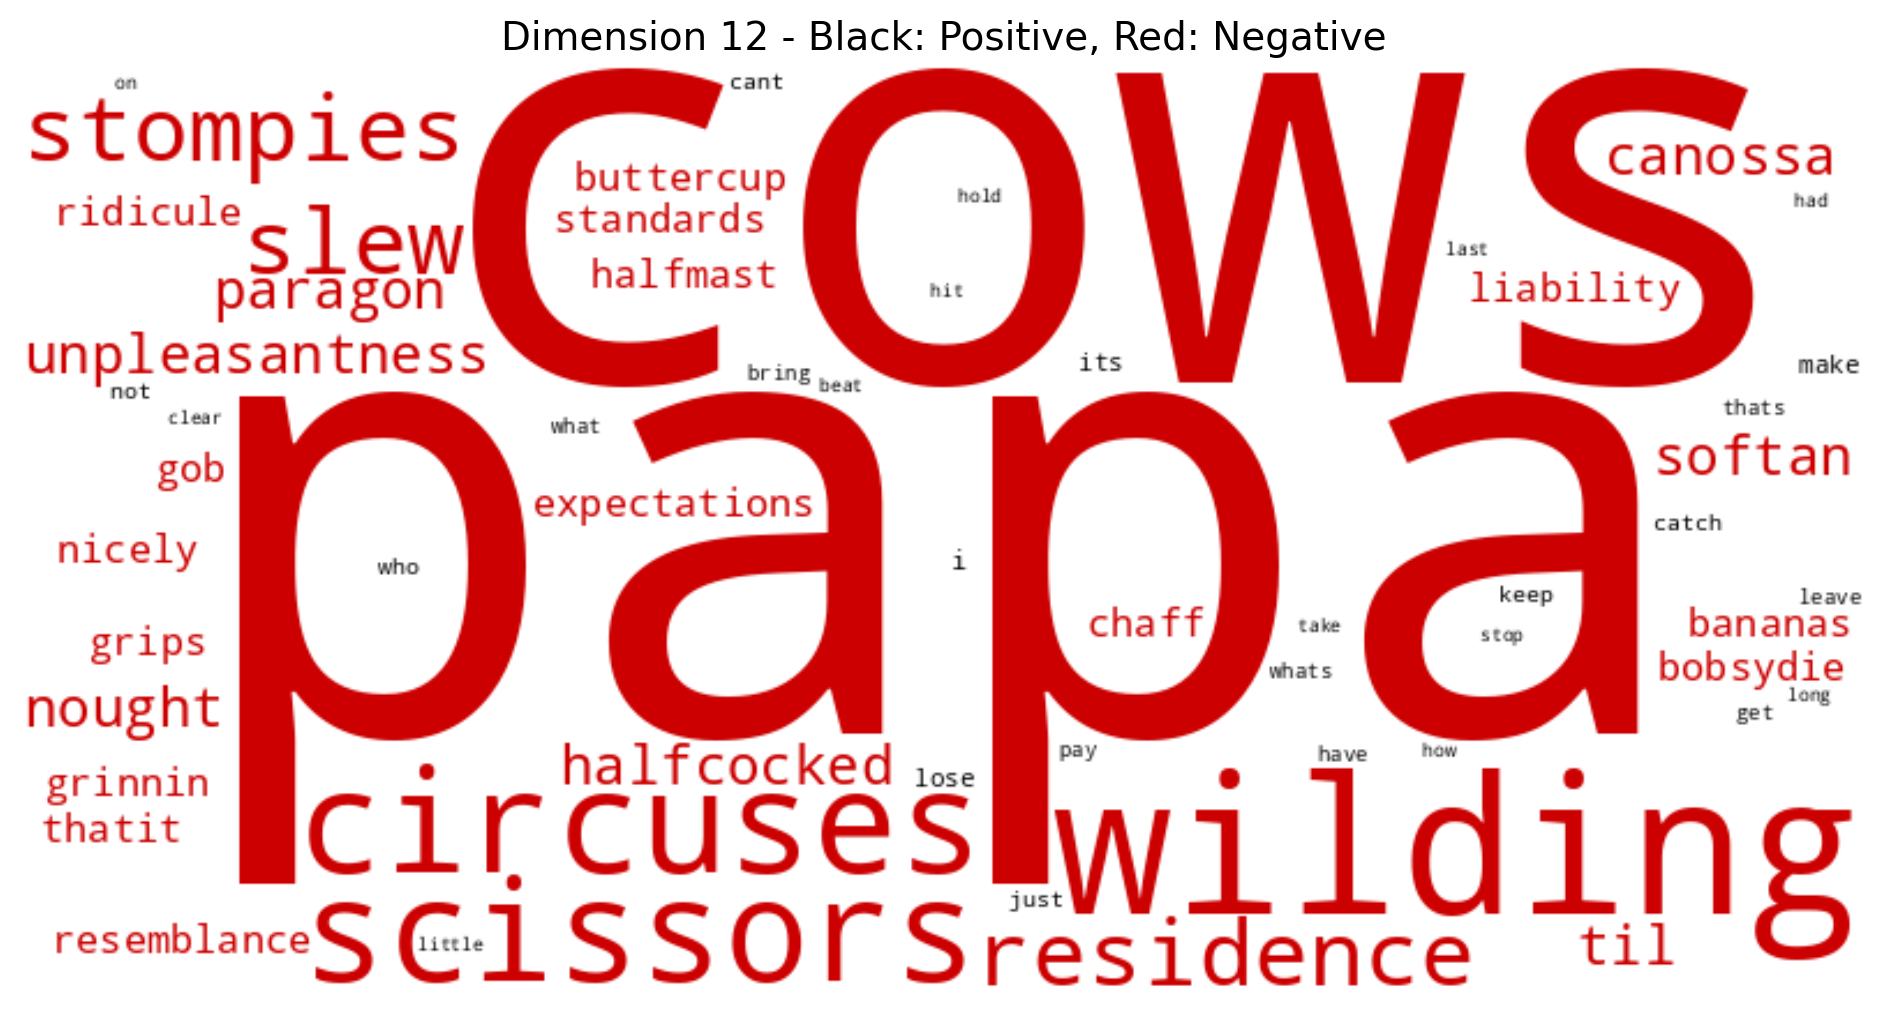 Dimension 12 - Black: Positive, Red: Negative
on
cant
cows
stompies
canossa
buttercup
hold
had
ridicule
standards
slew
last
halfmast
hit
liability
paragon
unpleasantness
its
make
bring
beat
not
thats
clear
what
papa
softan
gob
expectations
catch
nicely
who
i
keep
leave
chaff
take
bananas
stop
grips
whats
bobsydie
long
nought
get
halfcocked
pay
have
how
grinnin
lose
circuses
wilding
thatit
just
resemblance
scissors
little
residence
til